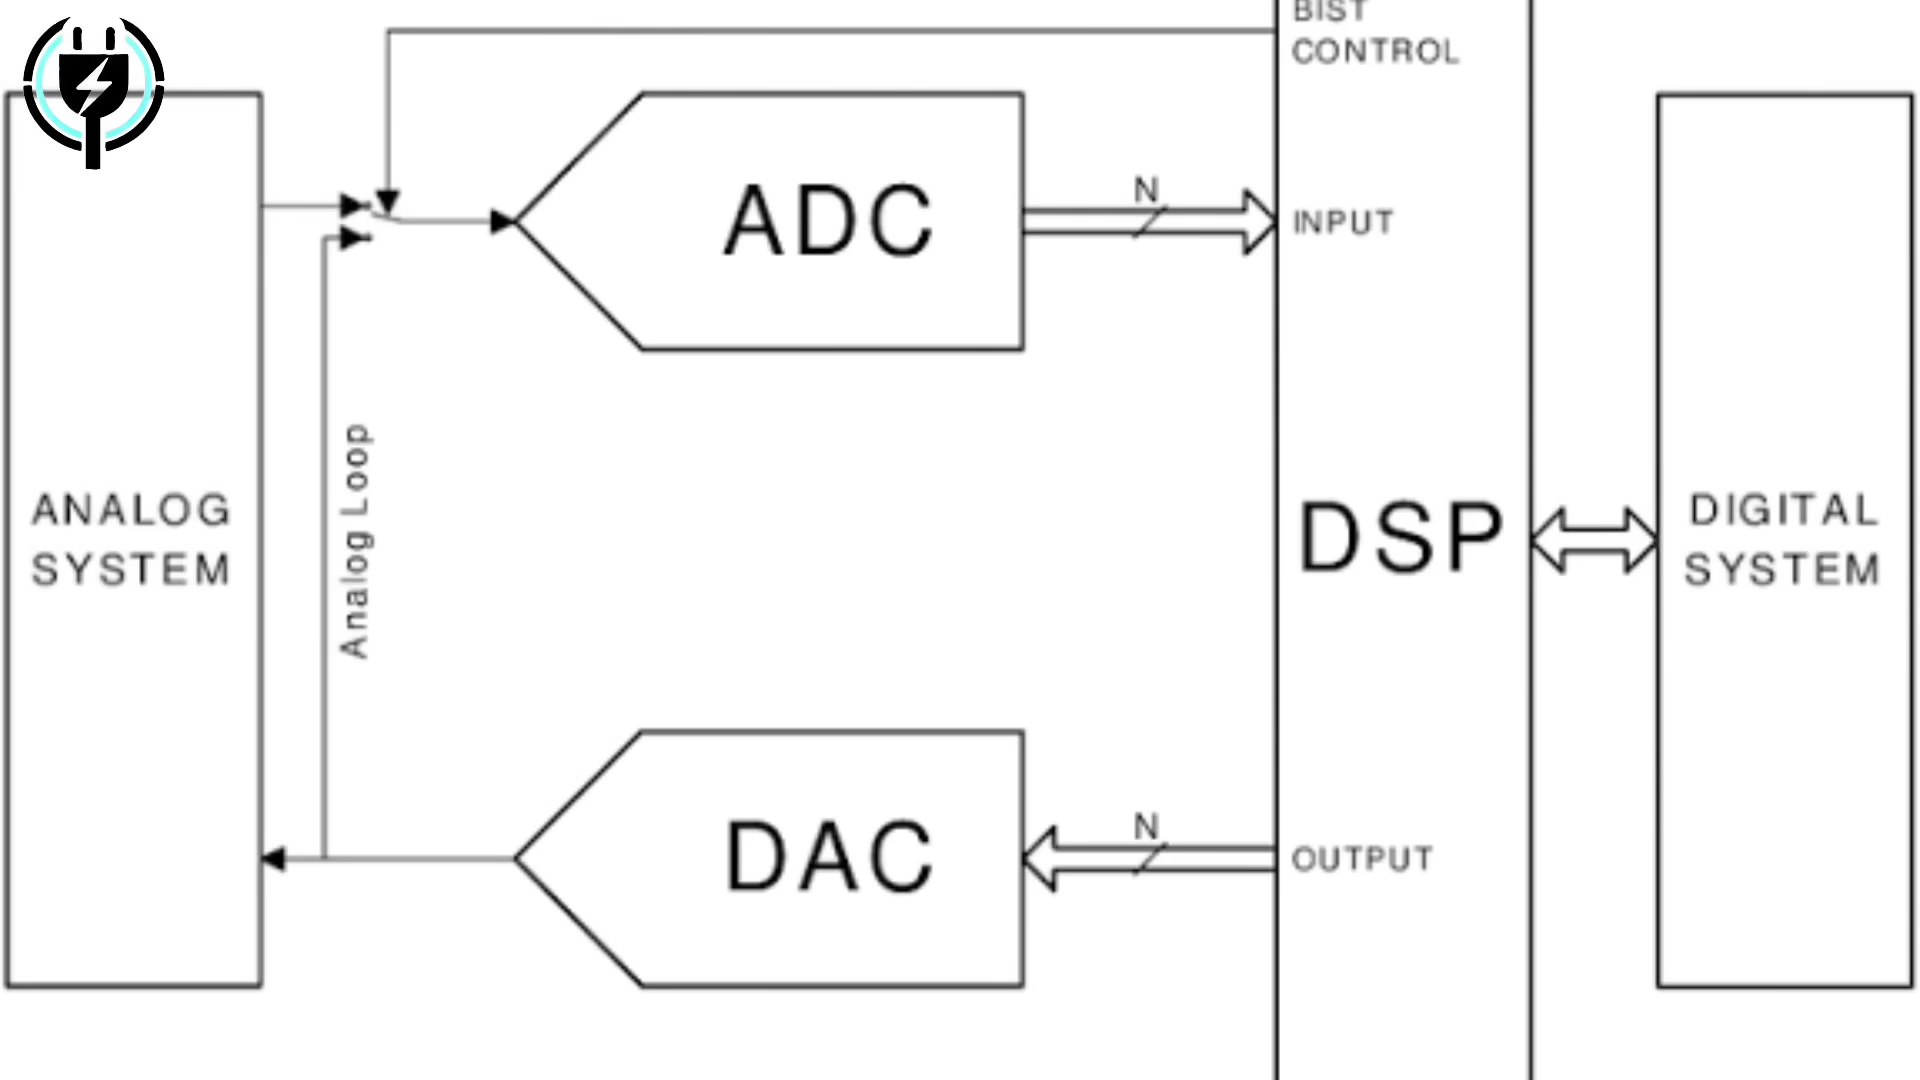 BIST
CONTROL
ADC
N
INPUT
Analog Loop
ANALOG
SYSTEM
DSP
DIGITAL
SYSTEM
DAC
N
OUTPUT